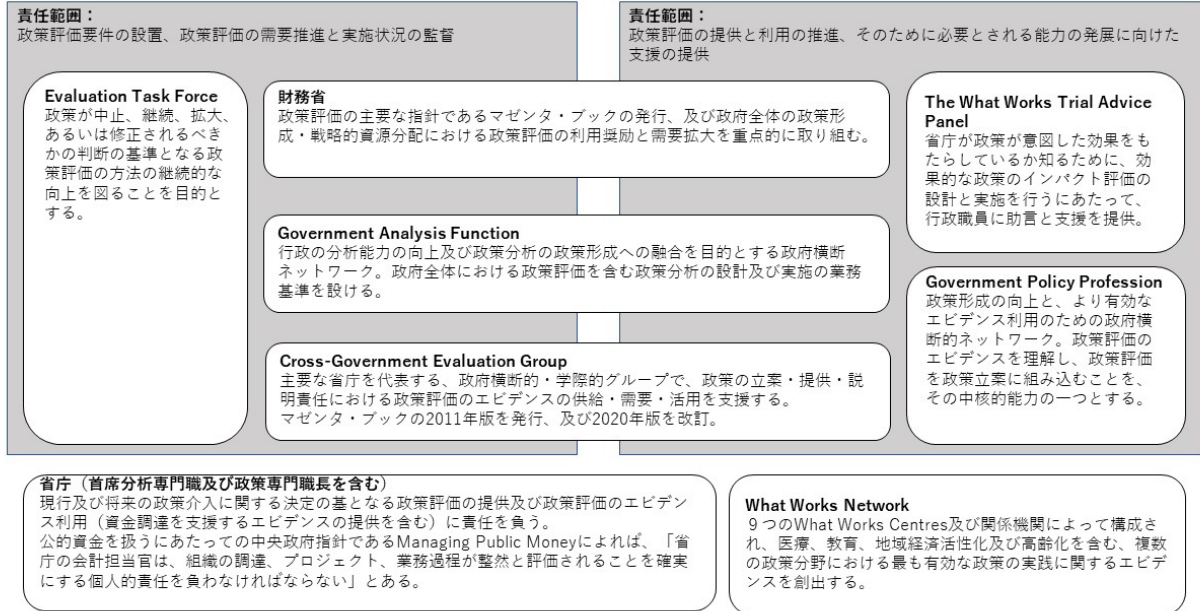 責任範囲：
政策評価要件の設置、政策評価の需要推進と実施状況の監督
責任範囲：
政策評価の提供と利用の推進、そのために必要とされる能力の発展に向けた
支援の提供
Evaluation Task Force
政策が中止、継続、拡大、
あるいは修正されるべき
かの判断の基準となる政
策評価の方法の継続的な
向上を図ることを目的と
する。
財務省
政策評価の主要な指針であるマゼンタ・ブックの発行、及び政府全体の政策形
成・戦略的資源分配における政策評価の利用奨励と需要拡大を重点的に取り組む。
Government Analysis Function
行政の分析能力の向上及び政策分析の政策形成への融合を目的とする政府横断
ネットワーク。政府全体における政策評価を含む政策分析の設計及び実施の業務
基準を設ける。
Cross-Government Evaluation Group
主要な省庁を代表する、政府横断的・学際的グループで、政策の立案・提供・説
明責任における政策評価のエビデンスの供給・需要・活用を支援する。
マゼンタ・ブックの2011年版を発行、及び2020年版を改訂。
The What Works Trial Advice
Panel
省庁が政策が意図した効果をも
たらしているか知るために、効
果的な政策のインパクト評価の
設計と実施を行うにあたって、
行政職員に助言と支援を提供。
Government Policy Profession
政策形成の向上と、より有効な
エビデンス利用のための政府横
断的ネットワーク。政策評価の
エビデンスを理解し、政策評価
を政策立案に組み込むことを、
その中核的能力の一つとする。
省庁（首席分析専門職及び政策専門職長を含む）
現行及び将来の政策介入に関する決定の基となる政策評価の提供及び政策評価のエビデン
ス利用（資金調達を支援するエビデンスの提供を含む）に責任を負う。
公的資金を扱うにあたっての中央政府指針であるManaging Public Moneyによれば、「省
庁の会計担当官は、組織の調達、プロジェクト、業務過程が整然と評価されることを確実
にする個人的責任を負わなければならない」とある。
What Works Network
９つのWhat Works Centres及び関係機関によって構成さ
れ、医療、教育、地域経済活性化及び高齢化を含む、複数
の政策分野における最も有効な政策の実践に関するエビデ
ンスを創出する。